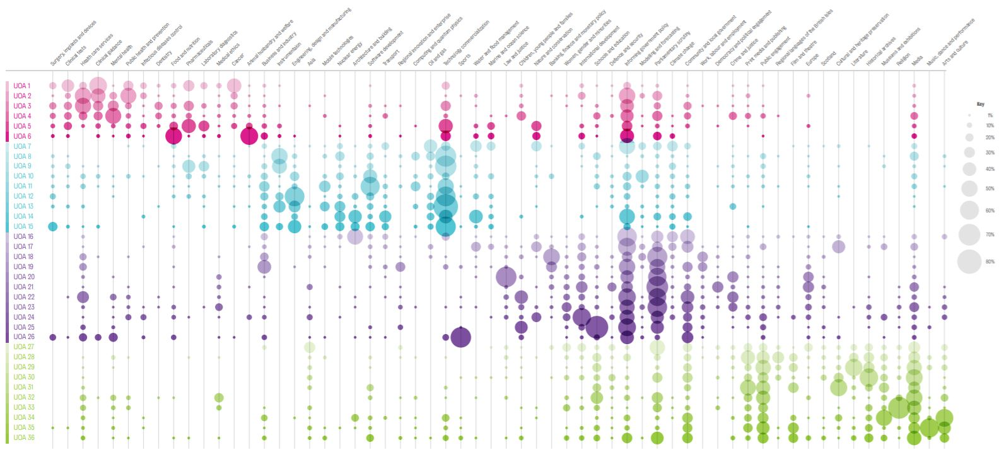 Surgery, implants and devices
Clinical tests
Health care services
Clinical guidance
Mental health
Public health and prevention
Infectious diseases control
Dentistry
Food and nutrition
Pharmaceuticals
Laboratory diagnostics
Medical ethics
Cancer
Animal husbandry and welfare
Business and industry
Instrumentation
Engineering, design and manufacturing
Asia
Mobile technologies
Nuclear energy
Architecture and building
Software development
Transport
Regional innovation and enterprise
Computing and quantum physics
Oil and gas
Technology commercialization
Sports
Water and flood management
Marine and ocean science
Law and justice
Children, young people and families
Nature and conservation
Banking, finance and monetary policy
Women, gender and minorities
International development
Schools and education
Defence and security
Informing government policy
Modelling and forecasting
Parliamentary scrutiny
Climate change
Community and local government
Work, labour and employment
Democracy and political engagement
Crime and justice
Print media and publishing
Public engagement
Regional languages of the British Isles
Film and theatre
Europe
Scotland
Cultural and heritage preservation
Literature
Historical archives
Museums and exhibitions
Religion
Media
Music, dance and performance
Arts and culture
UOA 1
UOA 2
UOA 3
UOA 4
UOA 5
UOA 6
UOA 7
UOA 8
UOA 9
UOA 10
UOA 11
UOA 12
UOA 13
UOA 14
UOA 15
UOA 16
UOA 17
UOA 18
UOA 19
UOA 20
UOA 21
UOA 22
UOA 23
UOA 24
UOA 25
UOA 26
UOA 27
UOA 28
UOA 29
UOA 30
UOA 31
UOA 32
UOA 33
UOA 34
UOA 35
UOA 36
Key
1%
10%
20%
30%
40%
50%
60%
70%
80%